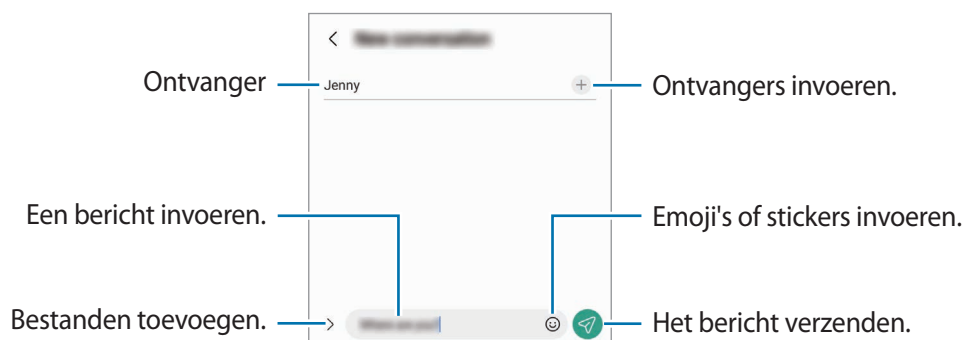 Ontvanger
Jenny
Ontvangers invoeren.
Een bericht invoeren.
Emoji's of stickers invoeren.
Bestanden toevoegen.
Het bericht verzenden.